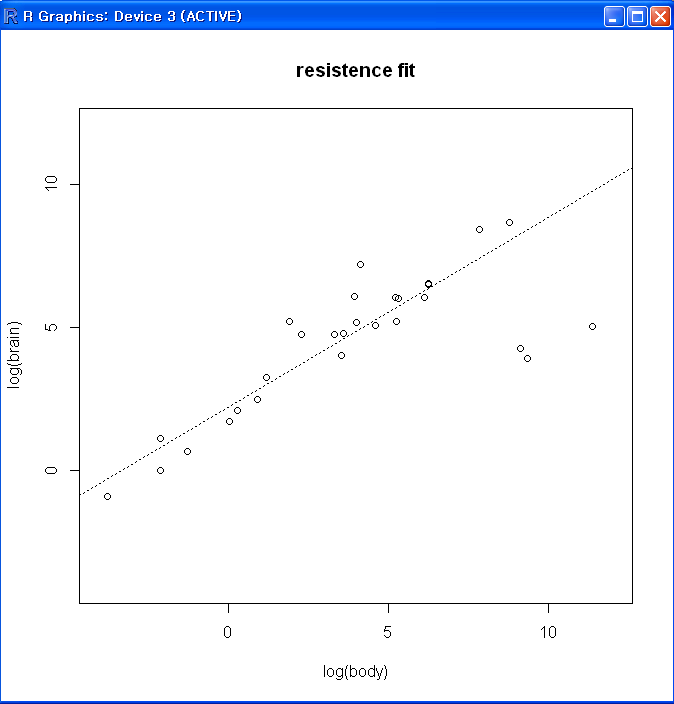 R Graphics: Device 3 (ACTIVE)
resistence fit
log(brain)
10
5
0
0 5 10
log(body)